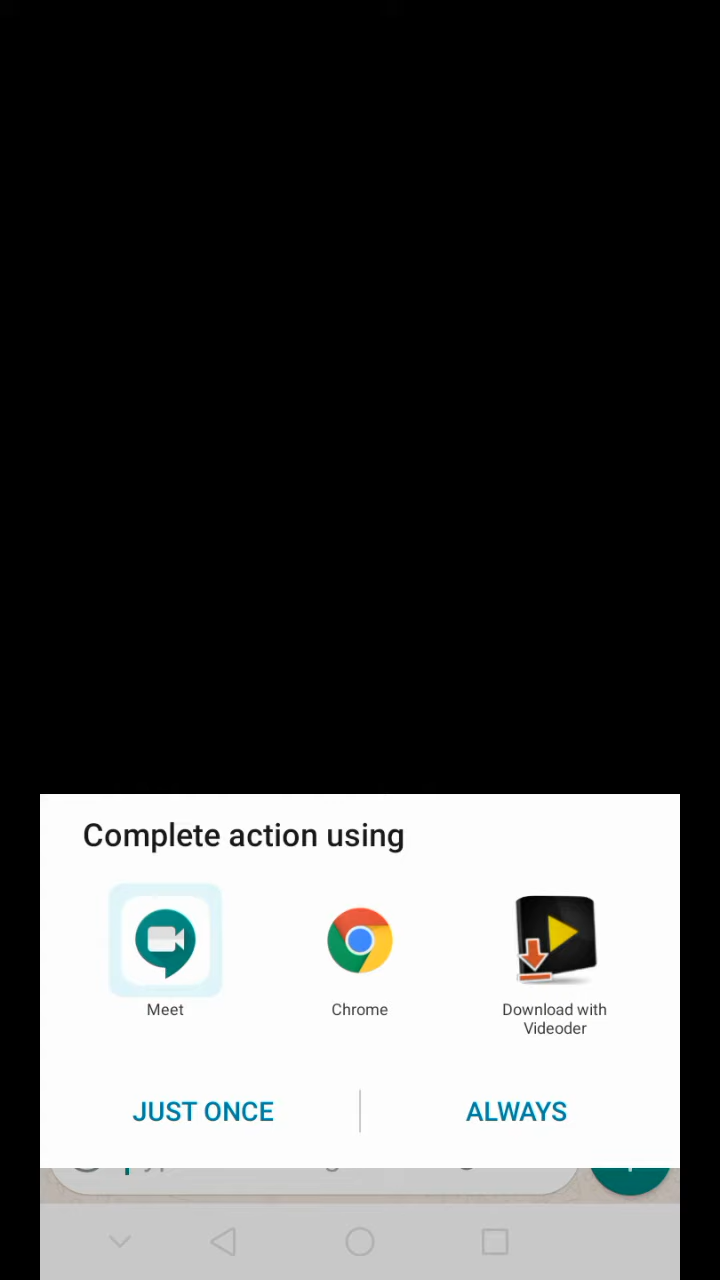 Complete action using
Meet
Chrome
Download with
Videoder
JUST ONCE
ALWAYS